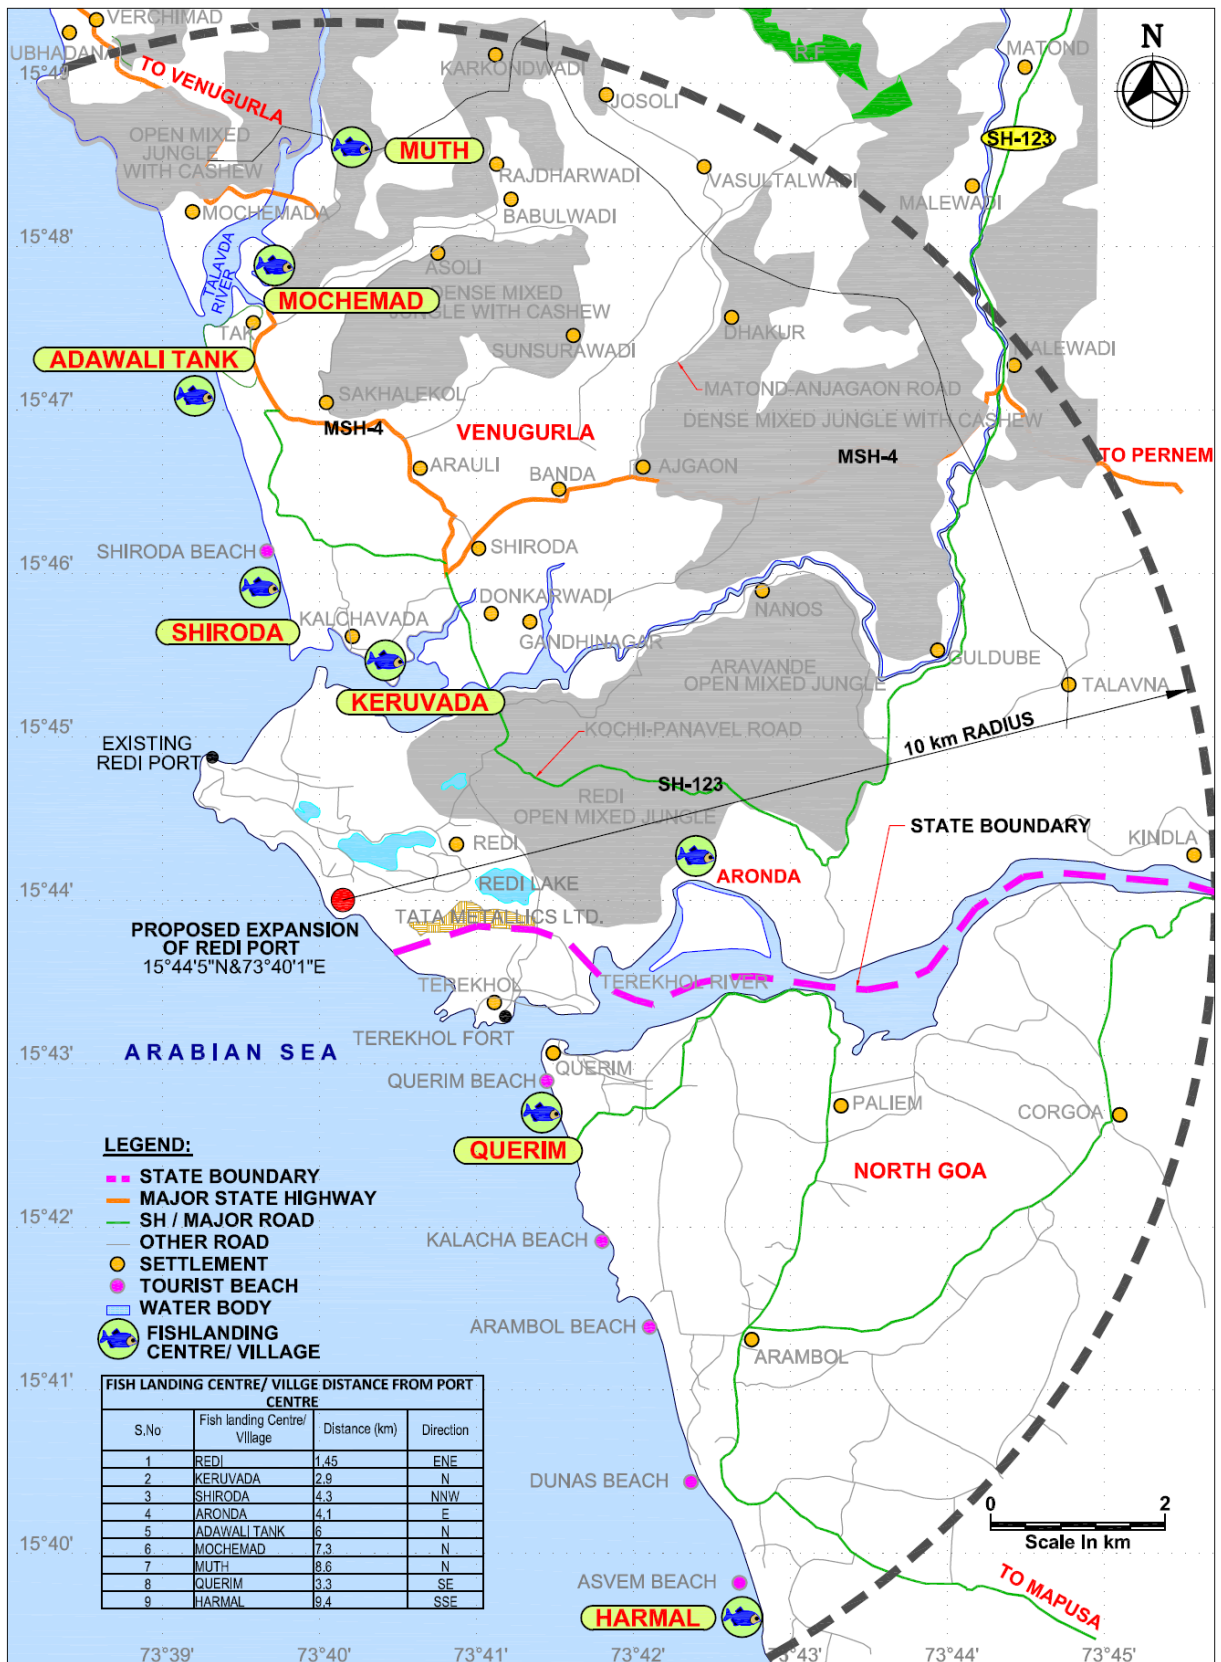 VERCHIMAD
UBHADANA
15°49'
TO VENUGURLA
KARKONDWADI
JOSOLI
R.F
MATOND
N
SH-123
OPEN MIXED
JUNGLE
WITH CASHEW
MUTH
RAJDHARWADI
BABULWADI
VASULTALWADI
MALEWADI
MOCHEMADA
15°48'
TALAVDA
RIVER
ASOLI
MOCHEMAD
DENSE MIXED
JUNGLE WITH CASHEW
TAK
SUNSURAWADI
DHAKUR
MALEWADI
ADAWALI TANK
15°47'
SAKHALEKOL
MATOND-ANJAGAON ROAD
DENSE MIXED JUNGLE WITH CASHEW
MSH-4
VENUGURLA
MSH-4
TO PERNEM
ARAULI
BANDA
AJGAON
SHIRODA BEACH
SHIRODA
15°46'
DONKARWADI
NANOS
KALCHAVADA
GANDHINAGAR
SHIRODA
GULDUBE
ARAVANDE
OPEN MIXED JUNGLE
TALAVNA
KERUVADA
15°45'
KOCHI-PANAVEL ROAD
10 km RADIUS
EXISTING
REDI PORT
SH-123
REDI
OPEN MIXED JUNGLE
STATE BOUNDARY
KINDLA
REDI
ARONDA
REDI LAKE
15°44'
TATA METALLICS LTD.
PROPOSED EXPANSION
OF REDI PORT
15°44'5"N&73°40'1"E
TEREKHOL
TEREKHOL RIVER
TEREKHOL FORT
ARABIAN SEA
15°43'
QUERIM
QUERIM BEACH
PALIEM
CORGOA
QUERIM
NORTH GOA
LEGEND:
STATE BOUNDARY
MAJOR STATE HIGHWAY
SH / MAJOR ROAD
OTHER ROAD
SETTLEMENT
TOURIST BEACH
WATER BODY
FISHLANDING
CENTRE/ VILLAGE
15°42'
KALACHA BEACH
ARAMBOL BEACH
ARAMBOL
15°41'
FISH LANDING CENTRE/ VILLGE DISTANCE FROM PORT
CENTRE
S.No Fish landing Centre/ Village Distance (km) Direction
1 REDI 1.45 ENE
2 KERUVADA 2.9 N
3 SHIRODA 4.3 NNW
4 ARONDA 4.1 E
5 ADAWALI TANK 6 N
6 MOCHEMAD 7.3 N
7 MUTH 8.6 N
8 QUERIM 3.3 SE
9 HARMAL 9.4 SSE
DUNAS BEACH
0 2
Scale In km
15°40'
ASVEM BEACH
HARMAL
TO MAPUSA
73°39' 73°40' 73°41' 73°42' 73°43' 73°44' 73°45'